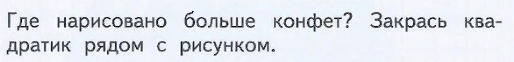 Где нарисовано больше конфет? Закрась ква-
дратик рядом с рисунком.